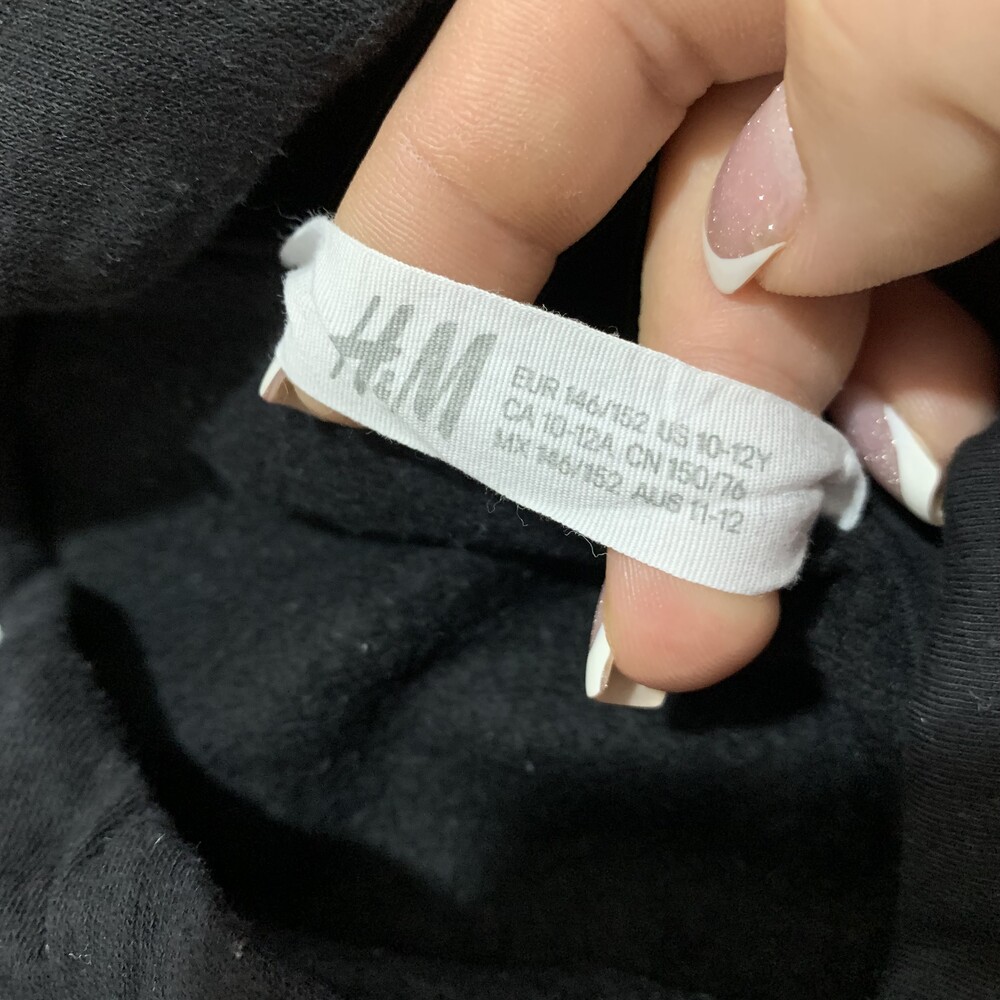 H&M
EUR 146/152 US 10-12Y
CA 10-12A CN 150/76
MX 146/152 AUS 11-12